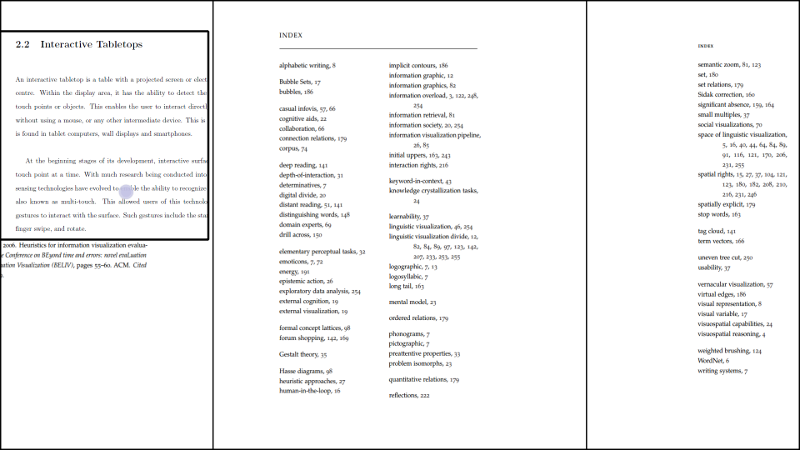 2.2 Interactive Tabletops
An interactive tabletop is a table with a projected screen or elect
centre. Within the display area, it has the ability to detect the
touch points or objects. This enables the user to interact directl
without using a mouse, or any other intermediate device. This is
is found in tablet computers, wall displays and smartphones.
At the beginning stages of its development, interactive surfa
touch point at a time. With much research being conducted into
sensing technologies have evolved to the ability to recognize
also known as multi-touch. This allowed users of this technolo
gestures to interact with the surface. Such gestures include the sta
finger swipe, and rotate.
2006. Heuristics for information visualization evalua-
e Conference on BEyond time and errors: novel evaLuation
uation Visualization (BELIV), pages 55–60. ACM. Cited
INDEX
alphabetic writing, 8
Bubble Sets, 17
bubbles, 186
casual infovis, 57, 66
cognitive aids, 22
collaboration, 66
connection relations, 179
corpus, 74
deep reading, 141
depth-of-interaction, 31
determinatives, 7
digital divide, 20
distant reading, 51, 141
distinguishing words, 148
domain experts, 69
drill across, 150
elementary perceptual tasks, 32
emoticons, 7, 72
energy, 191
epistemic action, 26
exploratory data analysis, 254
external cognition, 19
external visualization, 19
formal concept lattices, 98
forum shopping, 142, 169
Gestalt theory, 35
Hasse diagrams, 98
heuristic approaches, 27
human-in-the-loop, 16
implicit contours, 186
information graphic, 12
information graphics, 82
information overload, 3, 122, 248,
254
information retrieval, 81
information society, 20, 254
information visualization pipeline,
26, 85
initial uppers, 163, 243
interaction rights, 216
keyword-in-context, 43
knowledge crystallization tasks,
24
learnability, 37
linguistic visualization, 46, 254
linguistic visualization divide, 12,
82, 84, 89, 97, 123, 142,
207, 233, 253, 255
logographic, 7, 13
logosyllabic, 7
long tail, 163
mental model, 23
ordered relations, 179
phonograms, 7
pictographic, 7
preattentive properties, 33
problem isomorphs, 23
quantitative relations, 179
reflections, 222
INDEX
semantic zoom, 81, 123
set, 180
set relations, 179
Sidak correction, 160
significant absence, 159, 164
small multiples, 37
social visualizations, 70
space of linguistic visualization,
5, 16, 40, 44, 64, 84, 89,
91, 116, 121, 170, 206,
231, 255
spatial rights, 15, 27, 37, 104, 121,
123, 180, 182, 208, 210,
216, 231, 246
spatially explicit, 179
stop words, 163
tag cloud, 141
term vectors, 166
uneven tree cut, 250
usability, 37
vernacular visualization, 57
virtual edges, 186
visual representation, 8
visual variable, 17
visuospatial capabilities, 24
visuospatial reasoning, 4
weighted brushing, 124
WordNet, 6
writing systems, 7